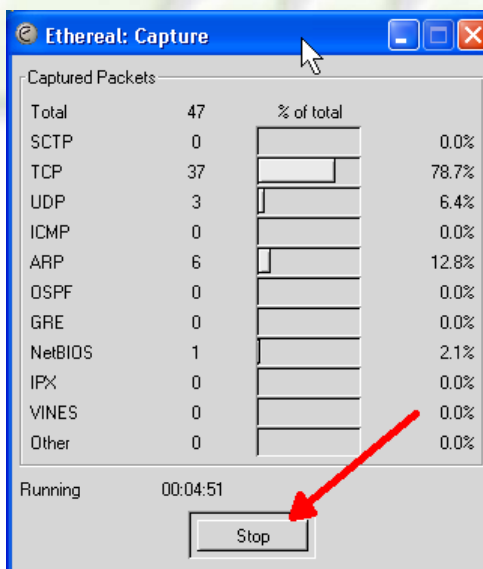 Ethereal: Capture
Captured Packets
Total 47 % of total
SCTP 0 0.0%
TCP 37 78.7%
UDP 3 6.4%
ICMP 0 0.0%
ARP 6 12.8%
OSPF 0 0.0%
GRE 0 0.0%
NetBIOS 1 2.1%
IPX 0 0.0%
VINES 0 0.0%
Other 0 0.0%
Running 00:04:51
Stop